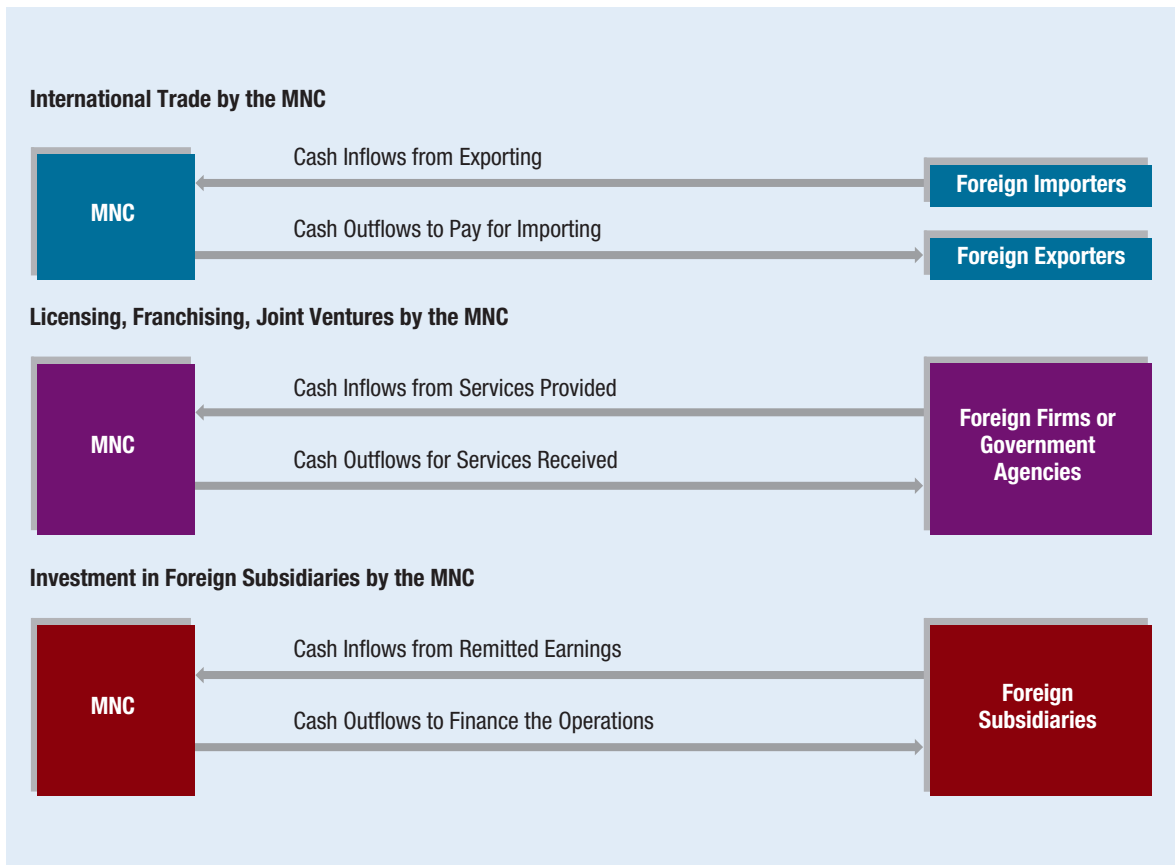 International Trade by the MNC
Cash Inflows from Exporting
MNC
Foreign Importers
Cash Outflows to Pay for Importing
Foreign Exporters
Licensing, Franchising, Joint Ventures by the MNC
Cash Inflows from Services Provided
MNC
Foreign Firms or
Government
Agencies
Cash Outflows for Services Received
Investment in Foreign Subsidiaries by the MNC
Cash Inflows from Remitted Earnings
MNC
Foreign
Subsidiaries
Cash Outflows to Finance the Operations